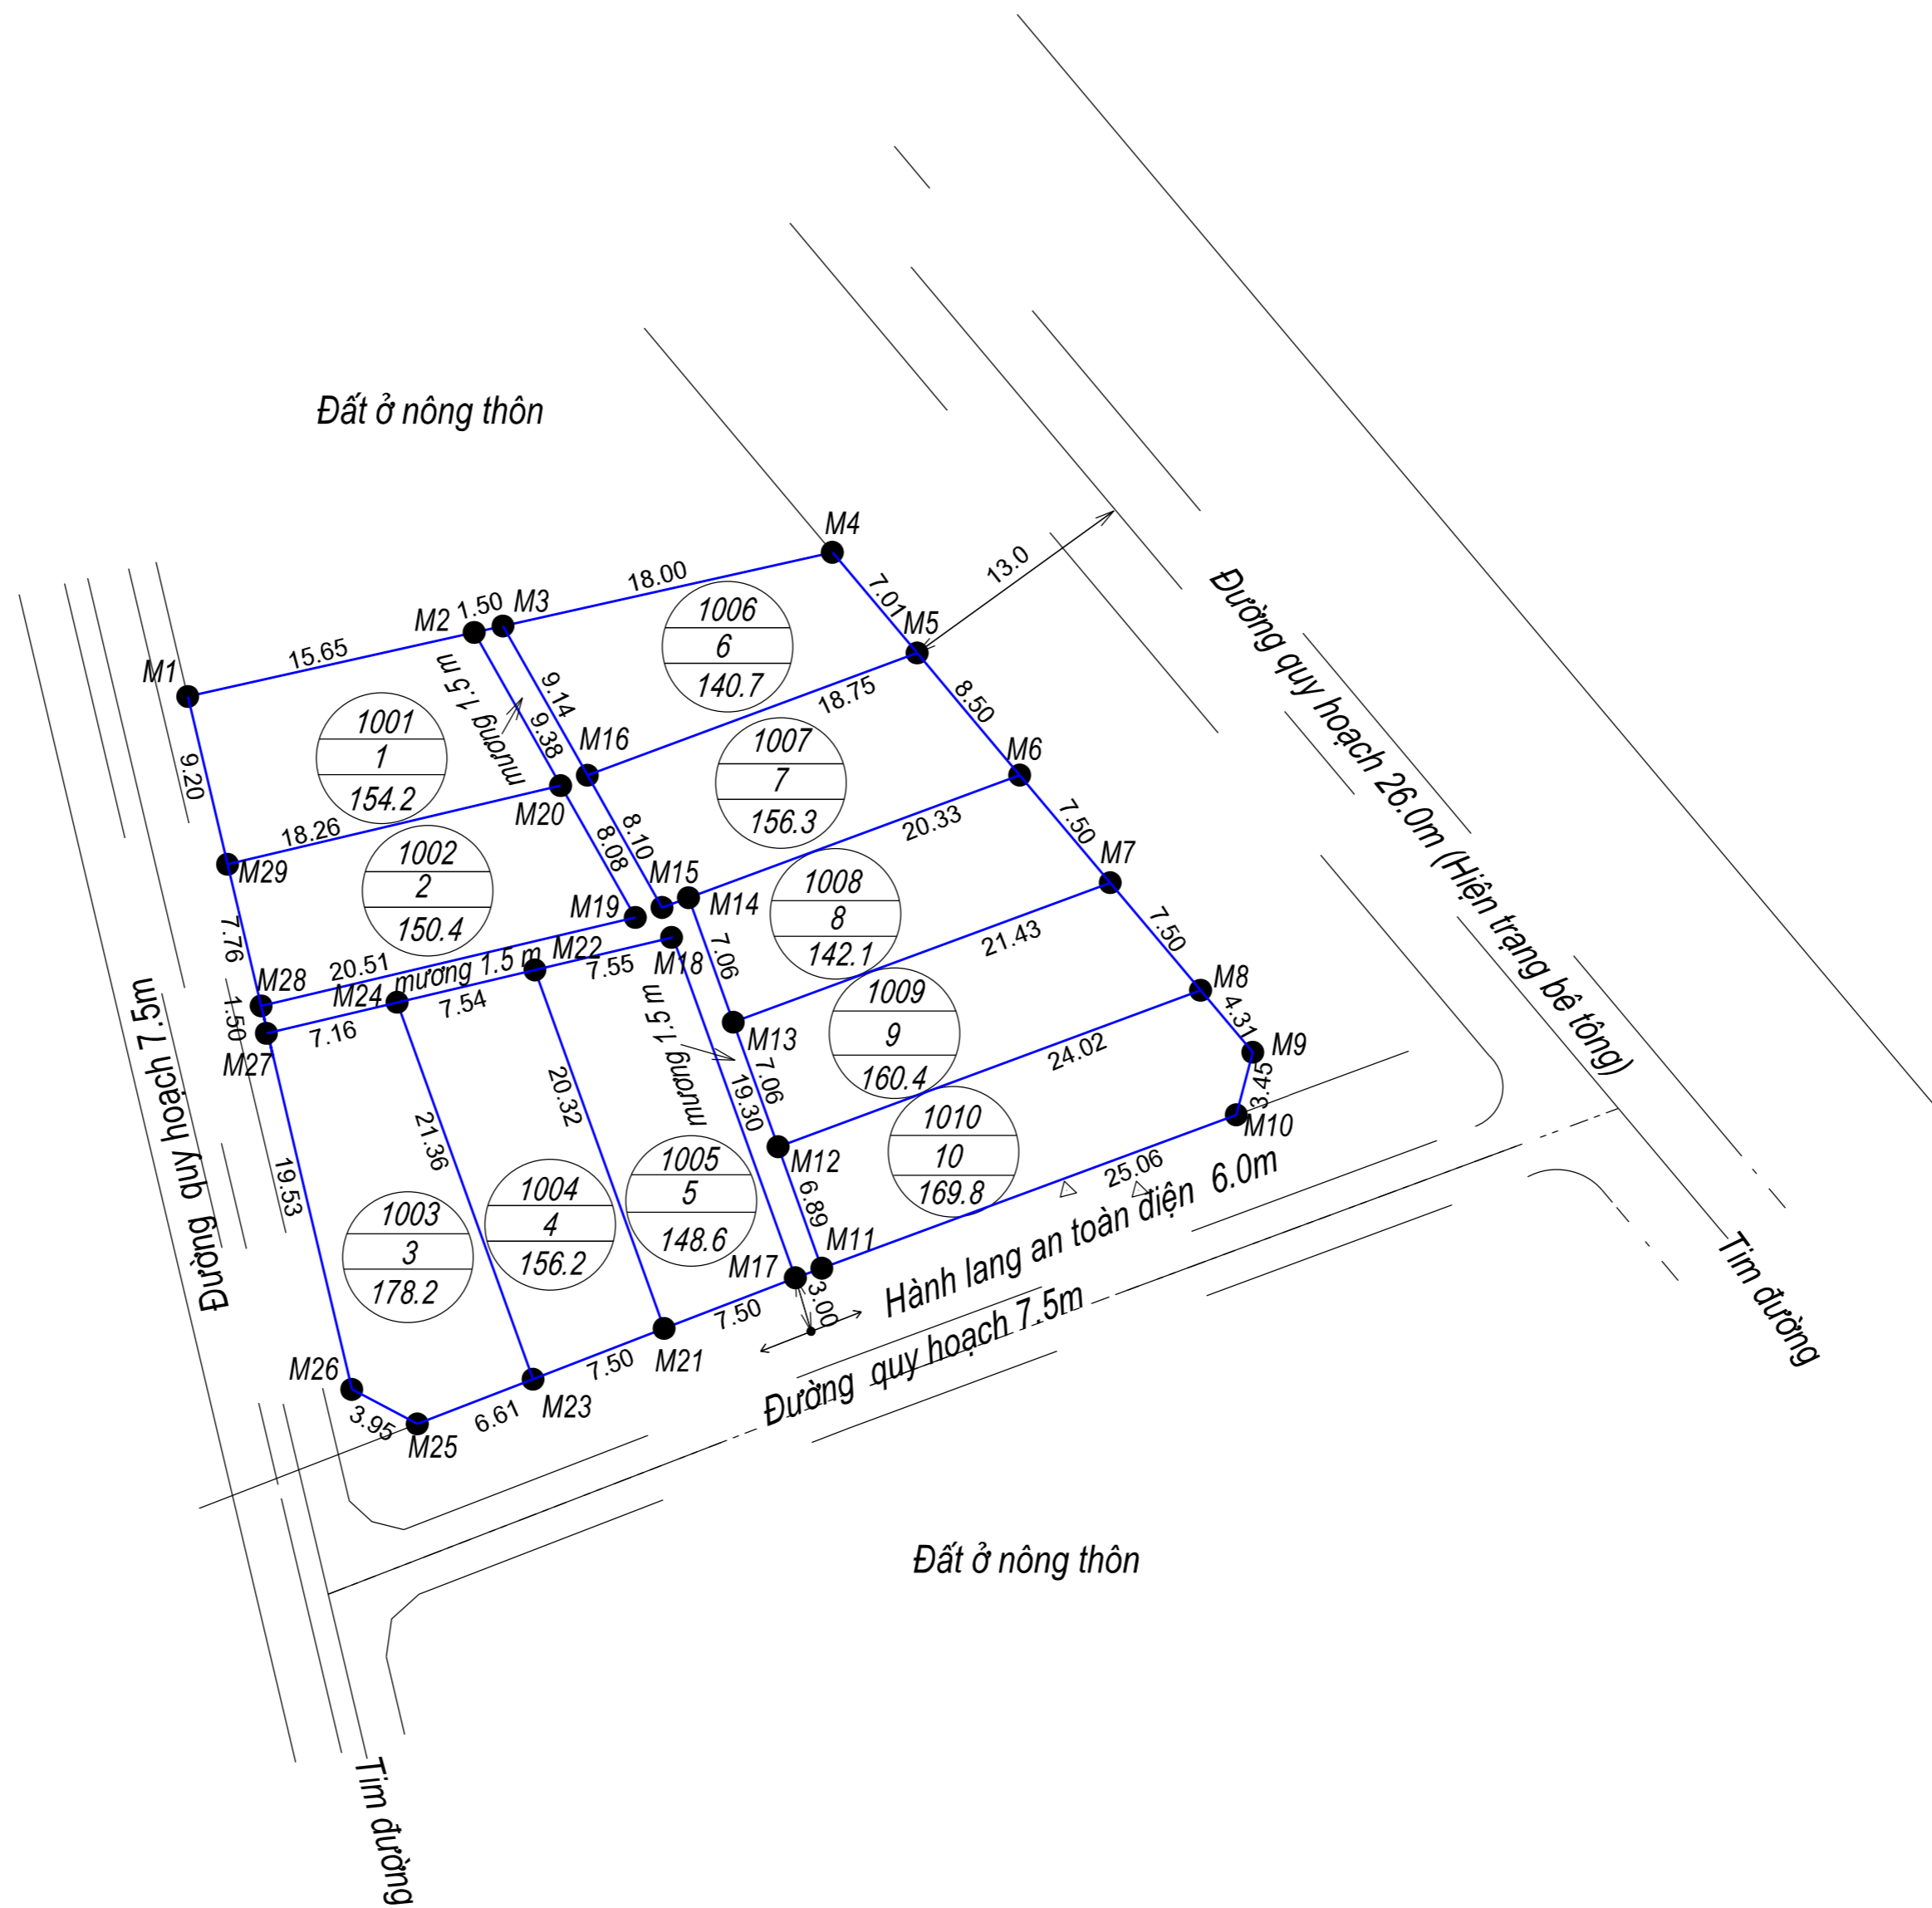 Đất ở nông thôn
M4
13.0
18.00
7.01
M5
M3
1.50
M2
15.65
M1
1006
6
140.7
Đường quy hoạch 26.0m (Hiện trạng bê tông)
9.14
9.38
mương 1.5 m
18.75
8.50
1001
1
154.2
9.20
M16
1007
7
156.3
M6
M20
18.26
8.10
8.08
20.33
7.50
1002
2
150.4
M29
M15
M14
M7
M19
1008
8
142.1
7.76
7.06
21.43
7.50
20.51
mương 1.5 m
M22
7.55
M18
M28
M24
7.54
M8
1.50
7.16
M27
mương 1.5 m
1009
9
160.4
4.31
M13
7.06
M9
24.02
3.45
Đường quy hoạch 7.5m
20.32
19.30
21.36
M10
1010
10
169.8
M12
19.53
1005
5
148.6
1004
4
156.2
1003
3
178.2
6.89
25.06
M11
M17
Hành lang an toàn điện 6.0m
3.00
7.50
Đường quy hoạch 7.5m
Tim đường
M26
M21
7.50
3.95
6.61
M23
M25
Đất ở nông thôn
Tim đường